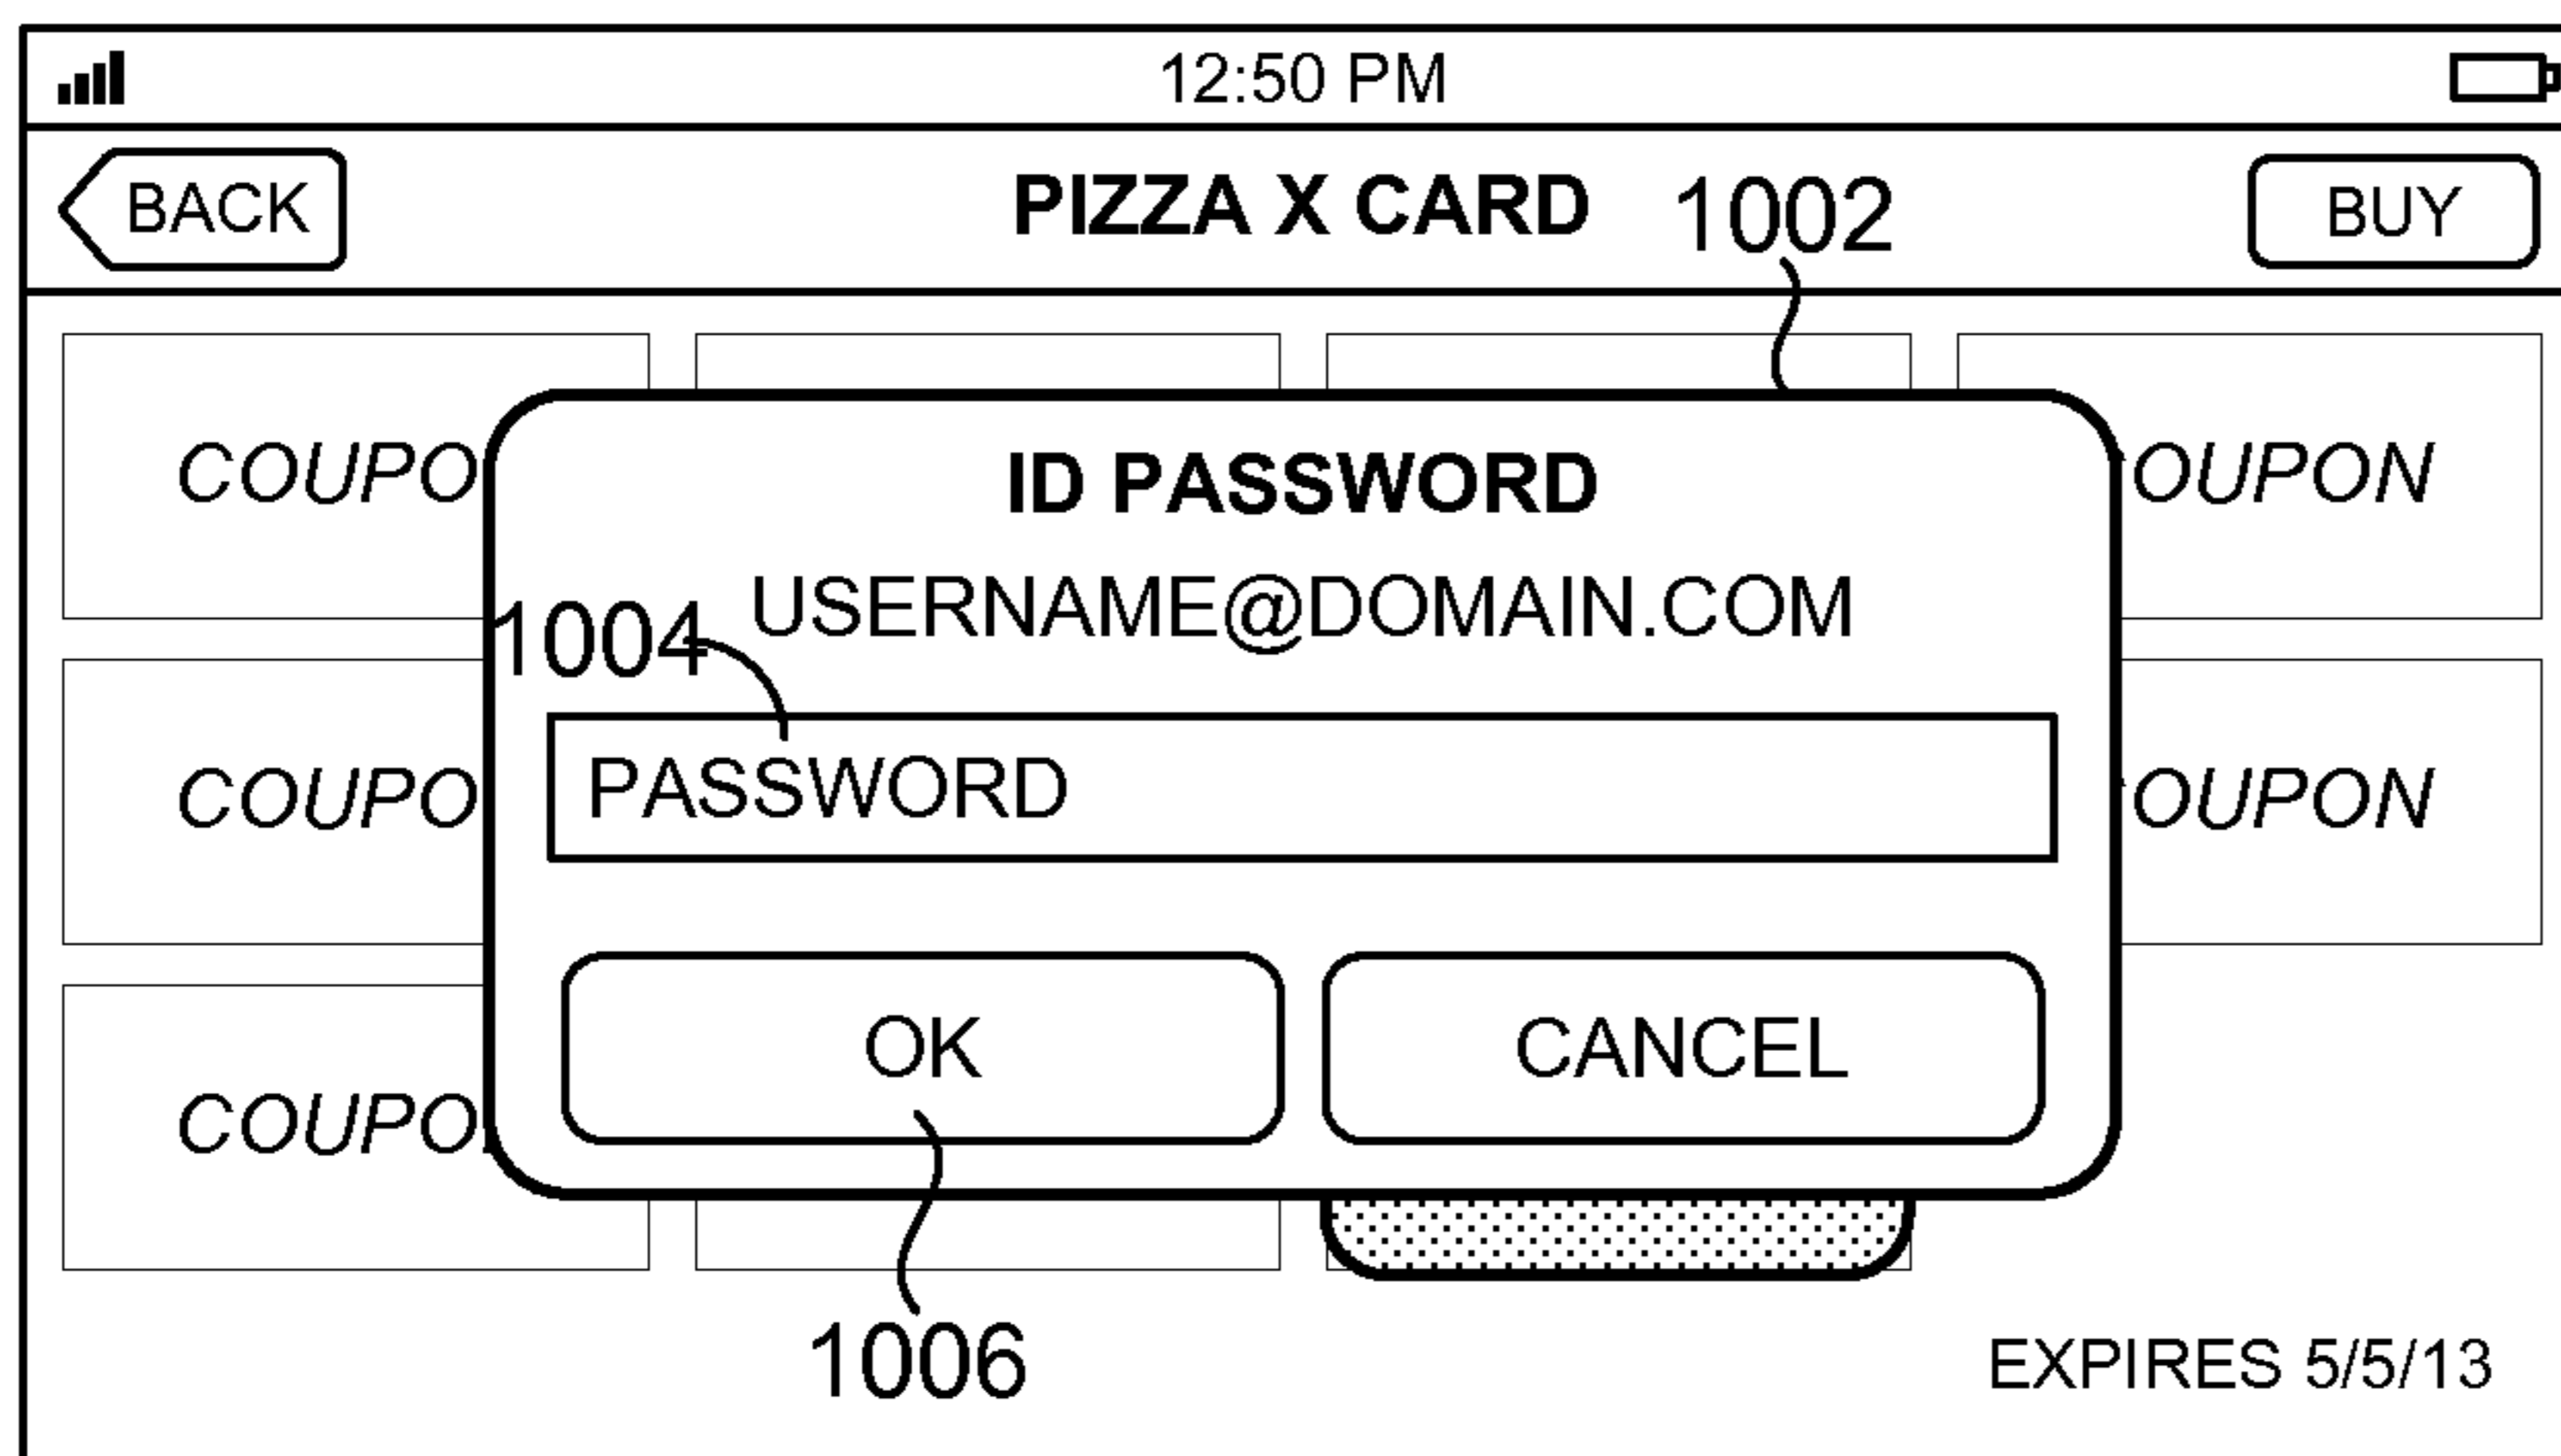 12:50 PM
BACK
PIZZA X CARD
1002
BUY
COUPO
ID PASSWORD
OUPON
USERNAME@DOMAIN.COM
1004
COUPO
PASSWORD
OUPON
OK
CANCEL
COUPO
1006
EXPIRES 5/5/13